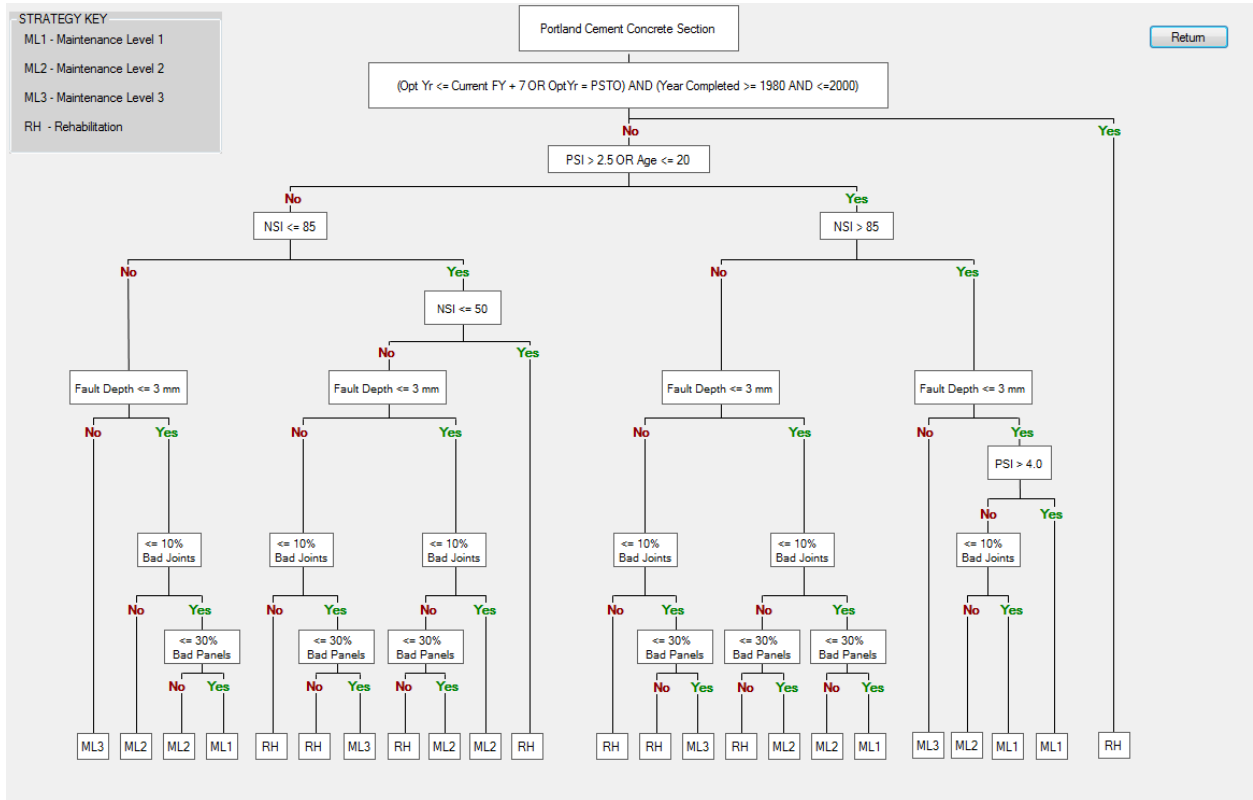 STRATEGY KEY
ML1 - Maintenance Level 1
ML2 - Maintenance Level 2
ML3 - Maintenance Level 3
RH - Rehabilitation
Portland Cement Concrete Section
Return
(Opt Yr <= Current FY + 7 OR OptYr = PSTO) AND (Year Completed >= 1980 AND <=2000)
No Yes
PSI > 2.5 OR Age <= 20
No Yes
NSI <= 85 NSI > 85
No Yes No Yes
NSI <= 50
No Yes
Fault Depth <= 3 mm Fault Depth <= 3 mm Fault Depth <= 3 mm Fault Depth <= 3 mm
No Yes No Yes No Yes No Yes
PSI > 4.0
No Yes
<= 10% <= 10% <= 10% <= 10% <= 10% <= 10%
Bad Joints Bad Joints Bad Joints Bad Joints Bad Joints Bad Joints
No Yes No Yes No Yes No Yes No Yes No Yes
<= 30% <= 30% <= 30% <= 30% <= 30% <= 30%
Bad Panels Bad Panels Bad Panels Bad Panels Bad Panels Bad Panels
No Yes No Yes No Yes No Yes No Yes No Yes
ML3 ML2 ML2 ML1 RH RH ML3 RH ML2 ML2 RH RH RH ML3 RH ML2 ML2 ML1 ML3 ML2 ML1 ML1 RH